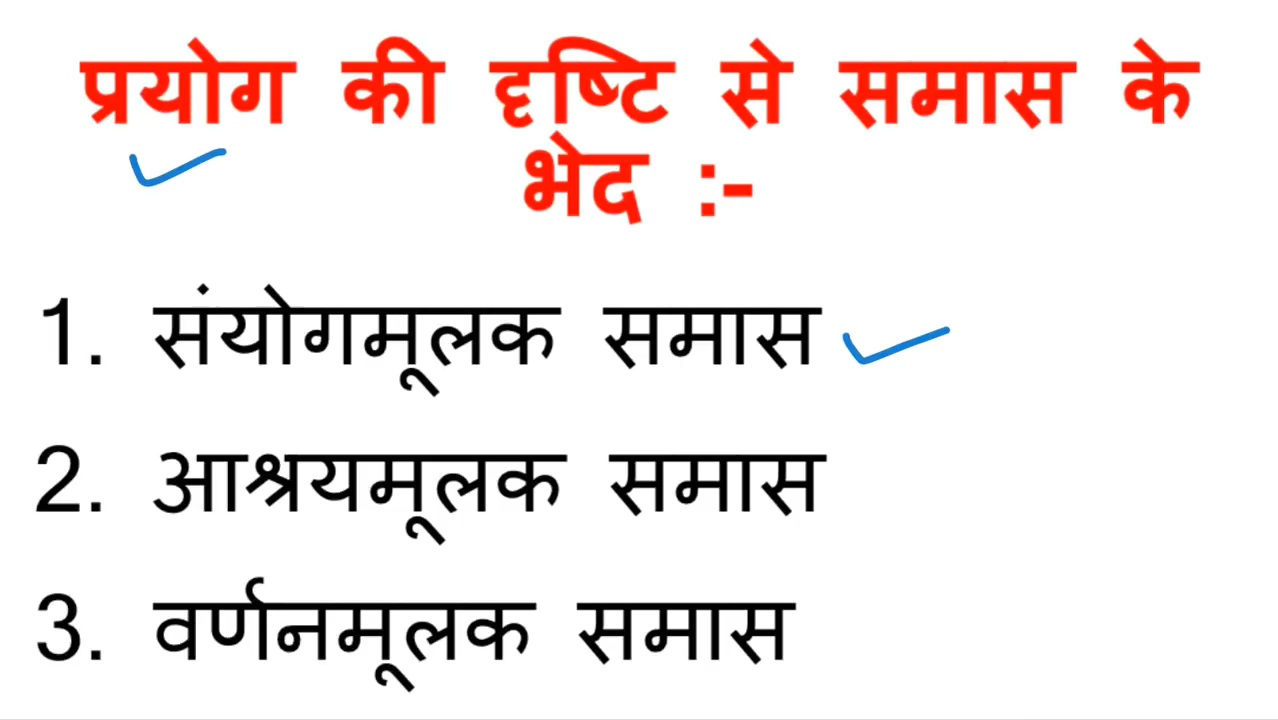 प्रयोग की दृष्टि से समास के
भेद :-
1. संयोगमूलक समास
2. आश्रयमूलक समास
3. वर्णनमूलक समास